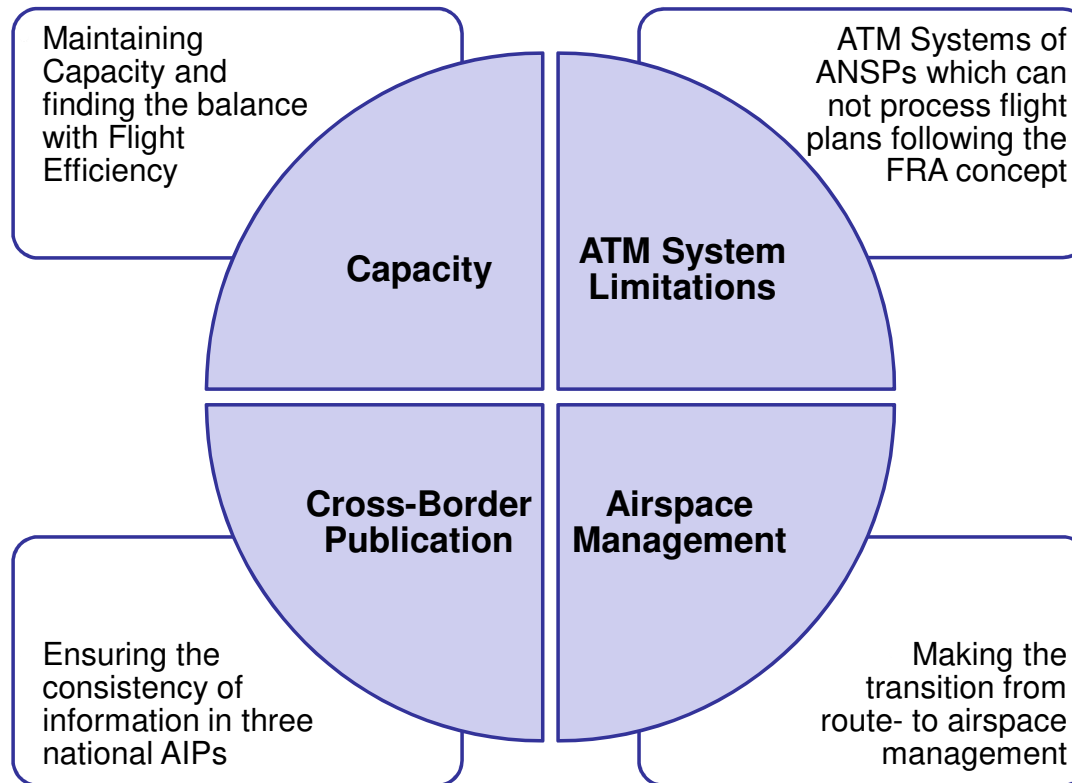 Maintaining
Capacity and
finding the balance
with Flight
Efficiency
ATM Systems of
ANSPs which can
not process flight
plans following the
FRA concept
Capacity
ATM System
Limitations
Cross-Border
Publication
Airspace
Management
Ensuring the
consistency of
information in three
national AIPs
Making the
transition from
route- to airspace
management